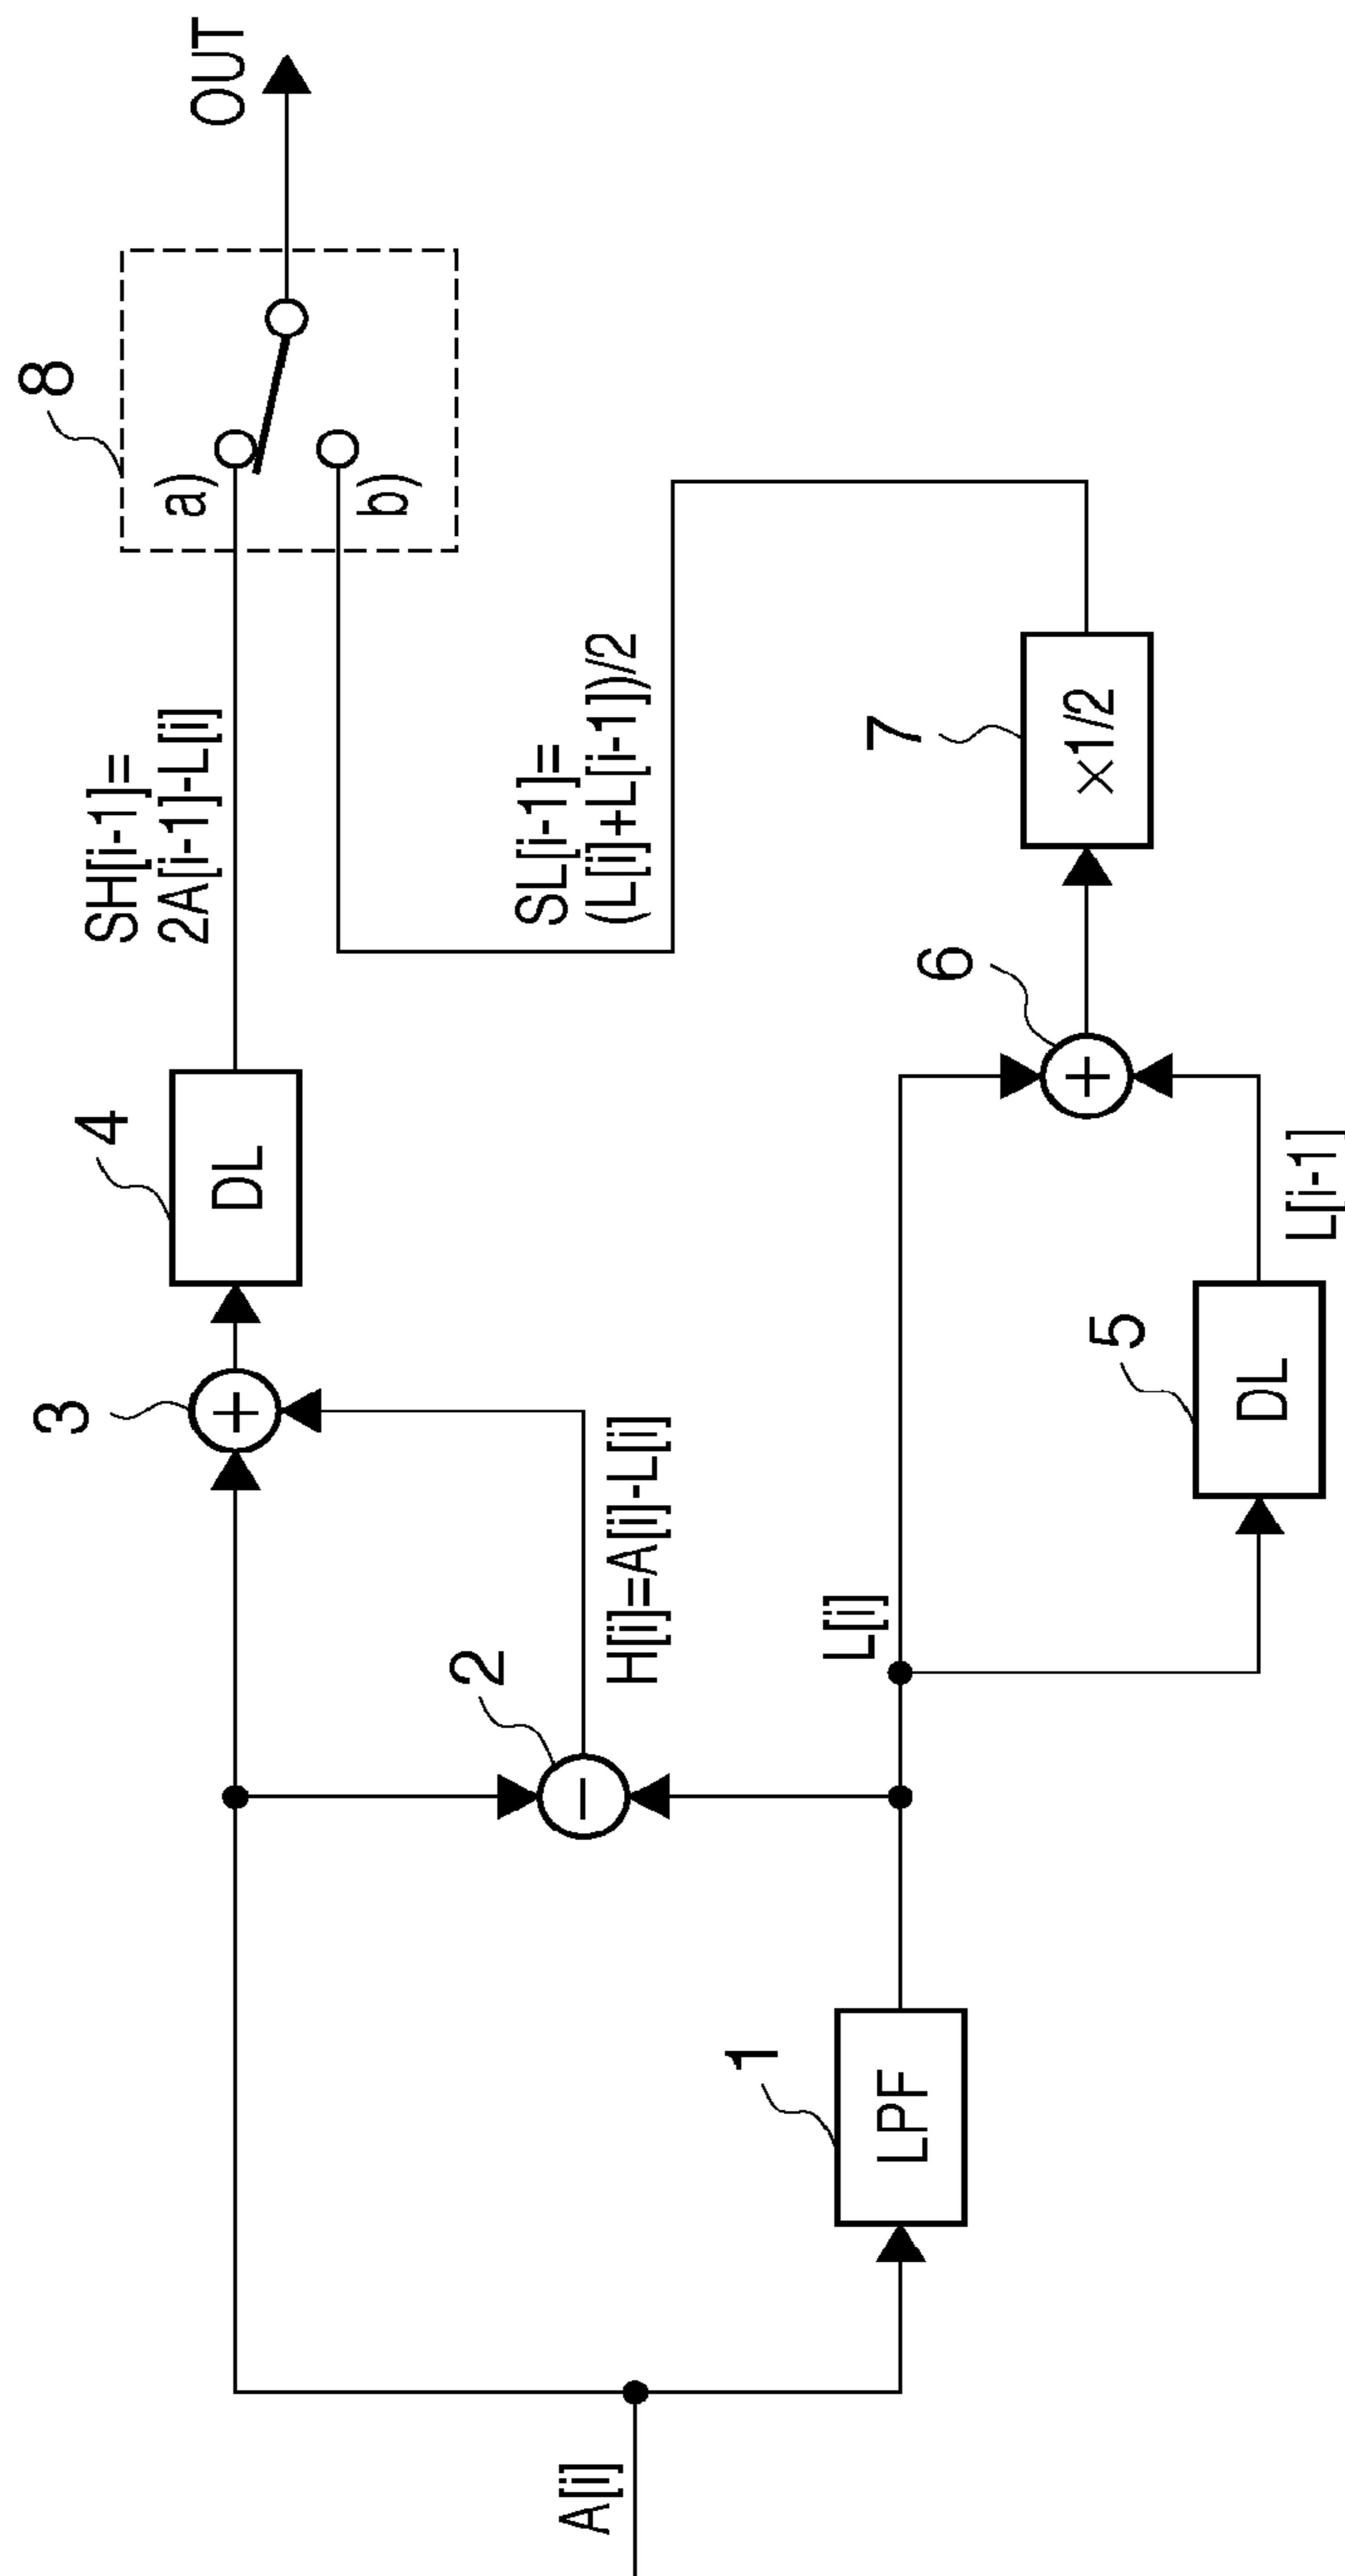 A[i]
1
LPF
2
H[i]=A[i]-L[i]
L[i]
3
+
4
DL
5
DL
L[i-1]
6
+
7
×1/2
SH[i-1]=
2A[i-1]-L[i]
SL[i-1]=
(L[i]+L[i-1])/2
8
a)
b)
OUT
−